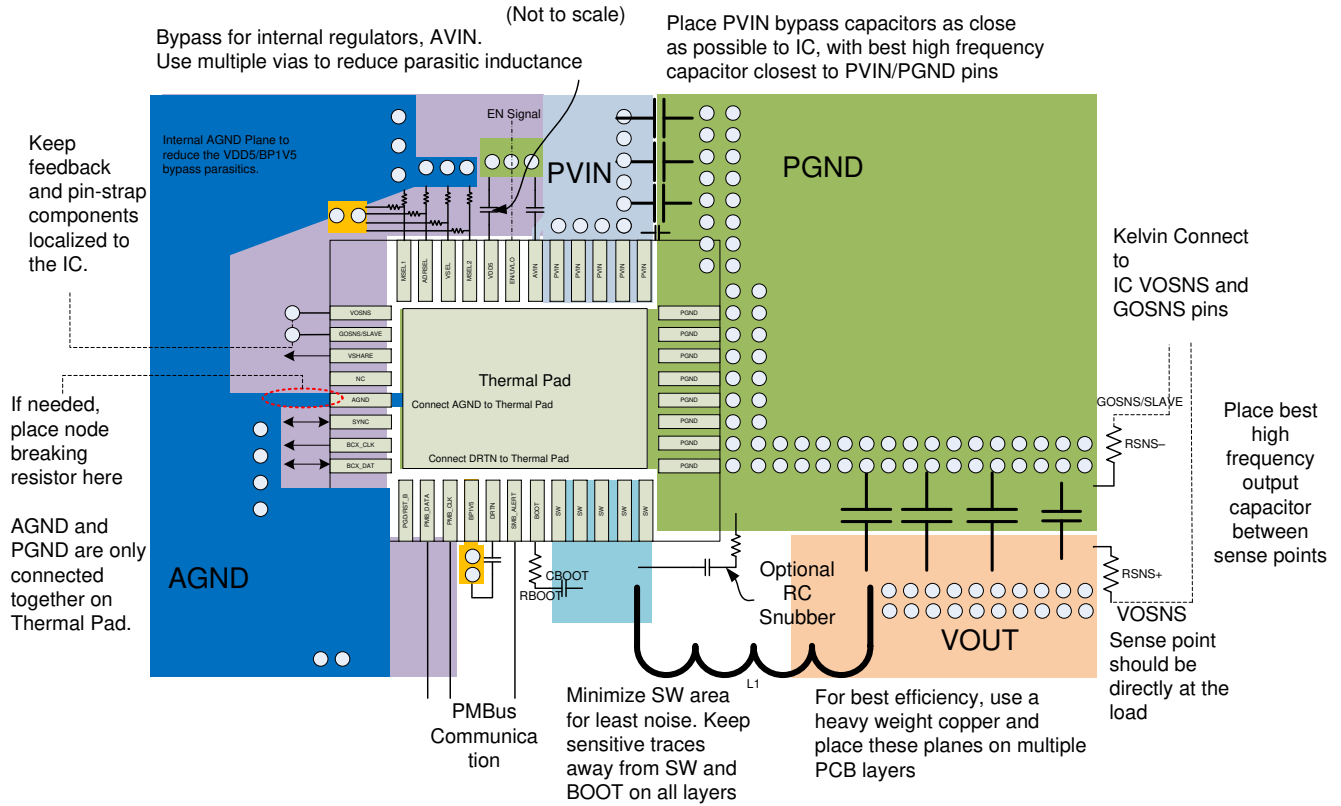 (Not to scale)
Bypass for internal regulators, AVIN.
Use multiple vias to reduce parasitic inductance
Place PVIN bypass capacitors as close
as possible to IC, with best high frequency
capacitor closest to PVIN/PGND pins
Keep
feedback
and pin-strap
components
localized to
the IC.
Internal AGND Plane to
reduce the VDD5/BP1V5
bypass parasitics.
EN Signal
PVIN
PGND
Kelvin Connect
to
IC VOSNS and
GOSNS pins
MSEL1
ADRSEL
VSEL
MSEL2
VDD5
EN/UVLO
AVIN
PVIN
PVIN
PVIN
PVIN
PVIN
VOSNS
GOSNS/SLAVE
VSHARE
NC
AGND
SYNC
BCX_CLK
BCX_DAT
Thermal Pad
Connect AGND to Thermal Pad
Connect DRTN to Thermal Pad
PGND
PGND
PGND
PGND
PGND
PGND
PGND
PGND
If needed,
place node
breaking
resistor here
AGND and
PGND are only
connected
together on
Thermal Pad.
GOSNS/SLAVE
RSNS–
Place best
high
frequency
output
capacitor
between
sense points
PGD/RST_B
PMB_DATA
PMB_CLK
BP1V5
DRTN
SMB_ALERT
BOOT
SW
SW
SW
SW
SW
AGND
CBOOT
RBOOT
Optional
RC
Snubber
RSNS+
VOUT
VOSNS
Sense point
should be
directly at the
load
L1
PMBus
Communica
tion
Minimize SW area
for least noise. Keep
sensitive traces
away from SW and
BOOT on all layers
For best efficiency, use a
heavy weight copper and
place these planes on multiple
PCB layers